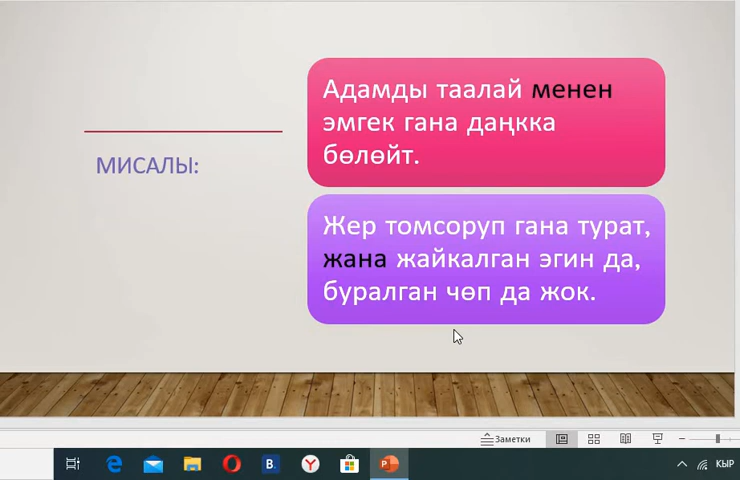 МИСАЛЫ:
Адамды таалай менен
эмгек гана даңкка
бөлөйт.
Жер томсоруп гана турат,
жана жайкалган эгин да,
буралган чөп да жок.
Заметки
B.
КЫР